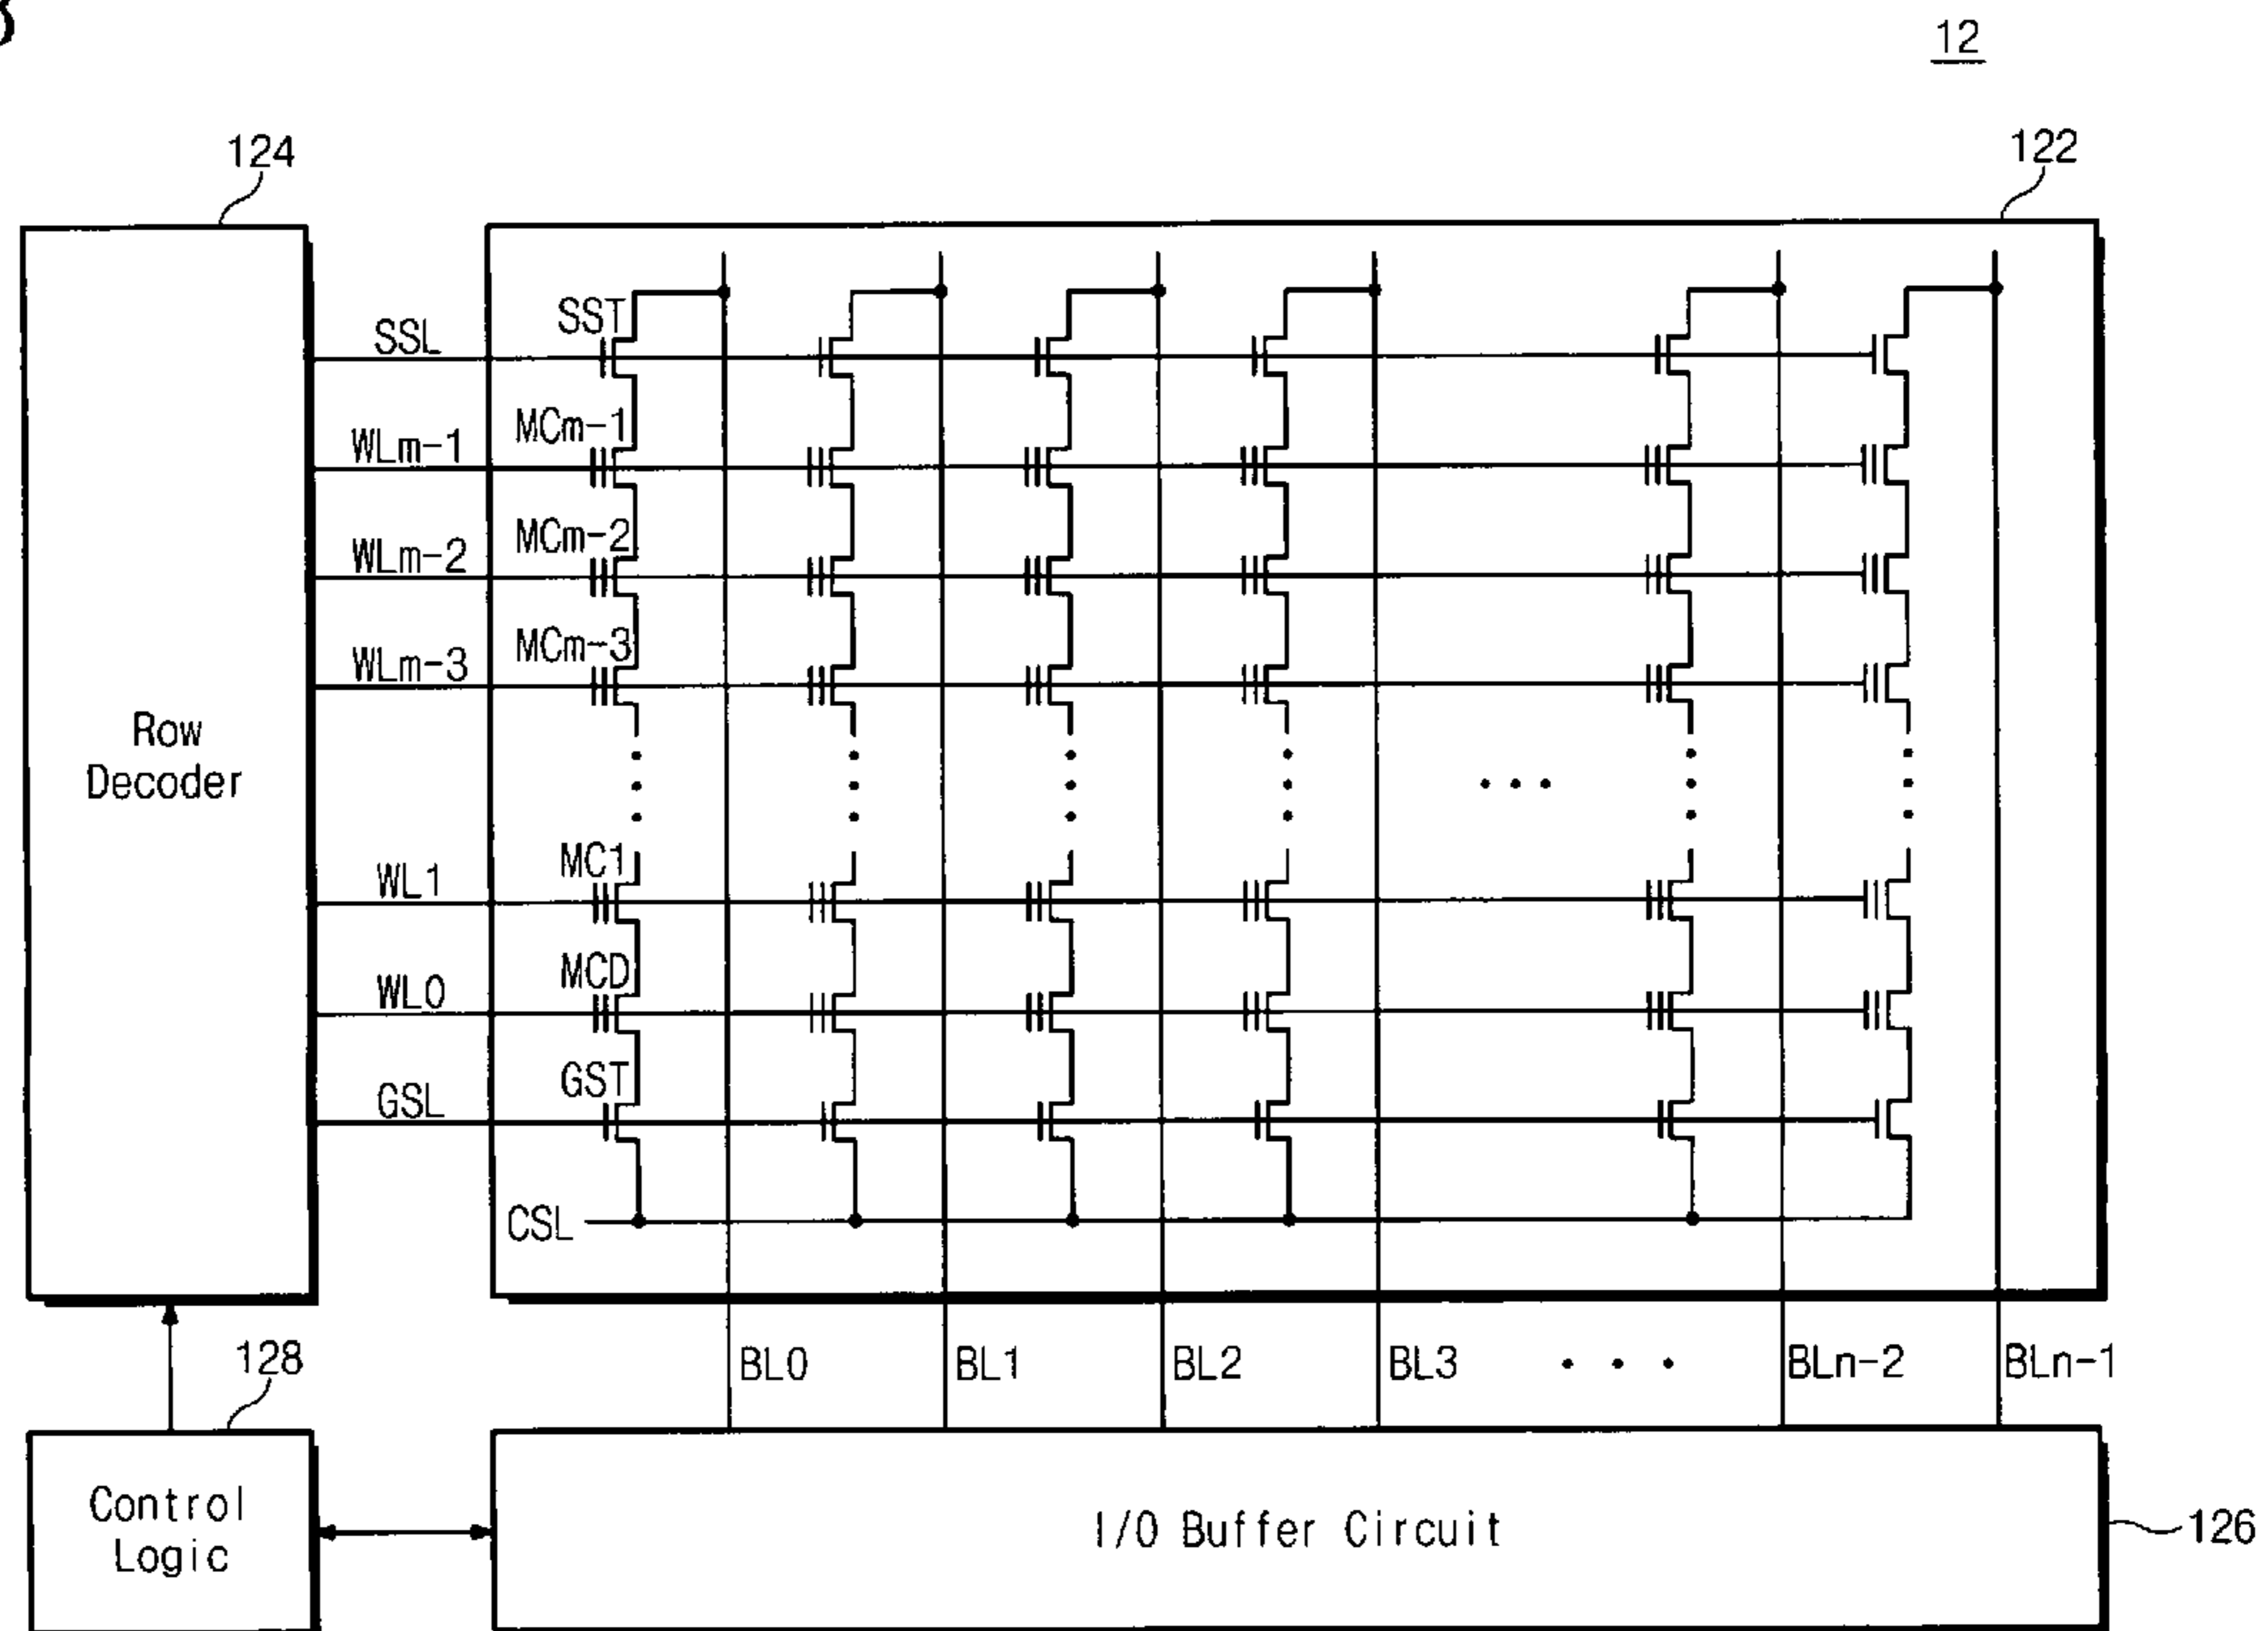 12
124
122
SSL
SST
WLm-1
MCm-1
WLm-2
MCm-2
WLm-3
MCm-3
Row
Decoder
WL1
MC1
WL0
MCD
GSL
GST
CSL
128
BL0
BL1
BL2
BL3
BLn-2
BLn-1
Control
Logic
I/O Buffer Circuit
126